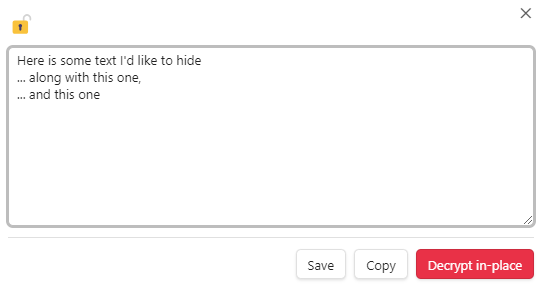 Here is some text I'd like to hide
... along with this one,
... and this one
Save
Copy
Decrypt in-place